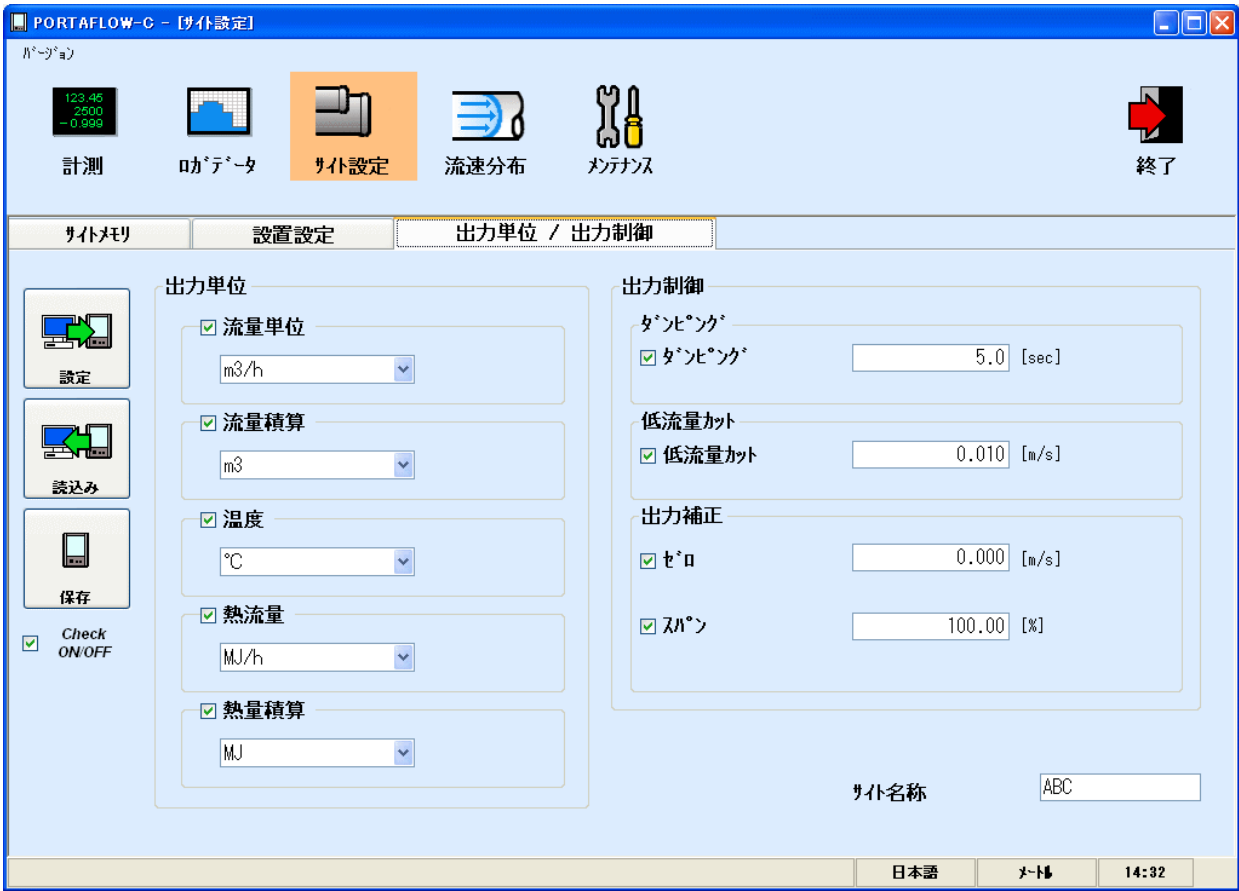 PORTAFLOW-C - [ｻｲﾄ設定]
ﾊﾞｰｼﾞｮﾝ
123.45
2500
-0.999
計測
ﾛｶﾞﾃﾞｰﾀ
ｻｲﾄ設定
流速分布
ﾒﾝﾃﾅﾝｽ
終了
ｻｲﾄﾒﾓﾘ
設置設定
出力単位 / 出力制御
設定
読込み
保存
Check
ON/OFF
出力単位
流量単位
m3/h
流量積算
m3
温度
℃
熱流量
MJ/h
熱量積算
MJ
出力制御
ﾀﾞﾝﾋﾟﾝｸﾞ
ﾀﾞﾝﾋﾟﾝｸﾞ 5.0 [sec]
低流量ｶｯﾄ
低流量ｶｯﾄ 0.010 [m/s]
出力補正
ｾﾞﾛ 0.000 [m/s]
ｽﾊﾟﾝ 100.00 [%]
ｻｲﾄ名称 ABC
日本語 ﾒｰﾄﾙ 14:32